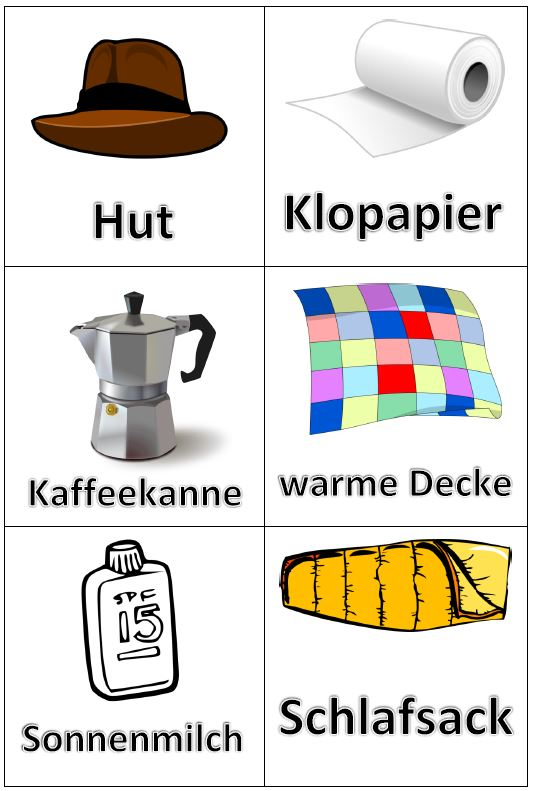 Hut
Klopapier
Kaffeekanne
warme Decke
SPF
15
Sonnenmilch
Schlafsack